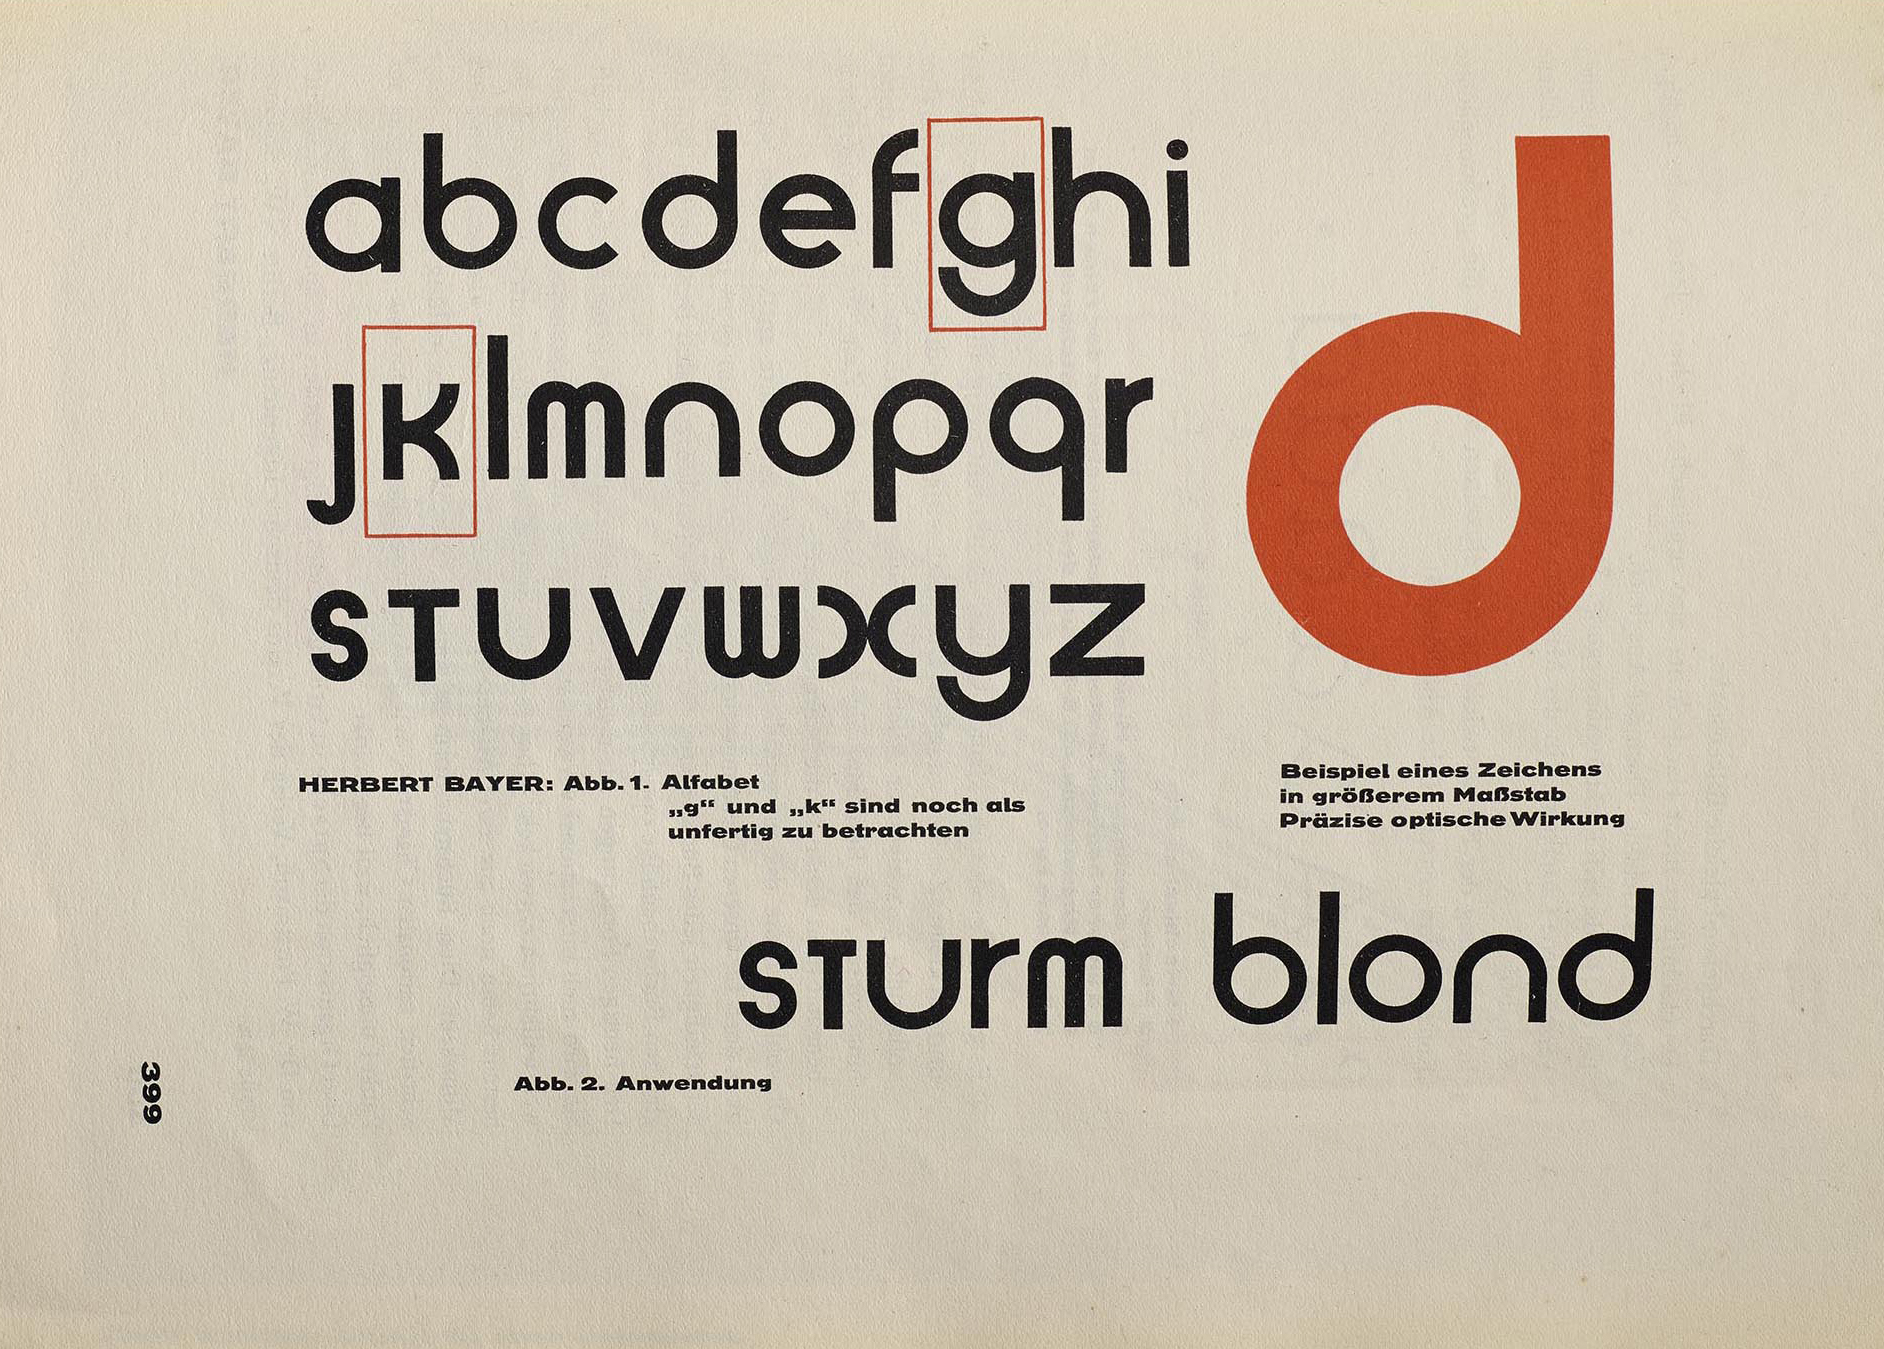 abcdefghi
jklmnopqr
sTUVWxyz
d
HERBERT BAYER: Abb. 1. Alfabet
„g“ und „k“ sind noch als
unfertig zu betrachten
Beispiel eines Zeichens
in größerem Maßstab
Präzise optische Wirkung
sTUrm blond
Abb. 2. Anwendung
399